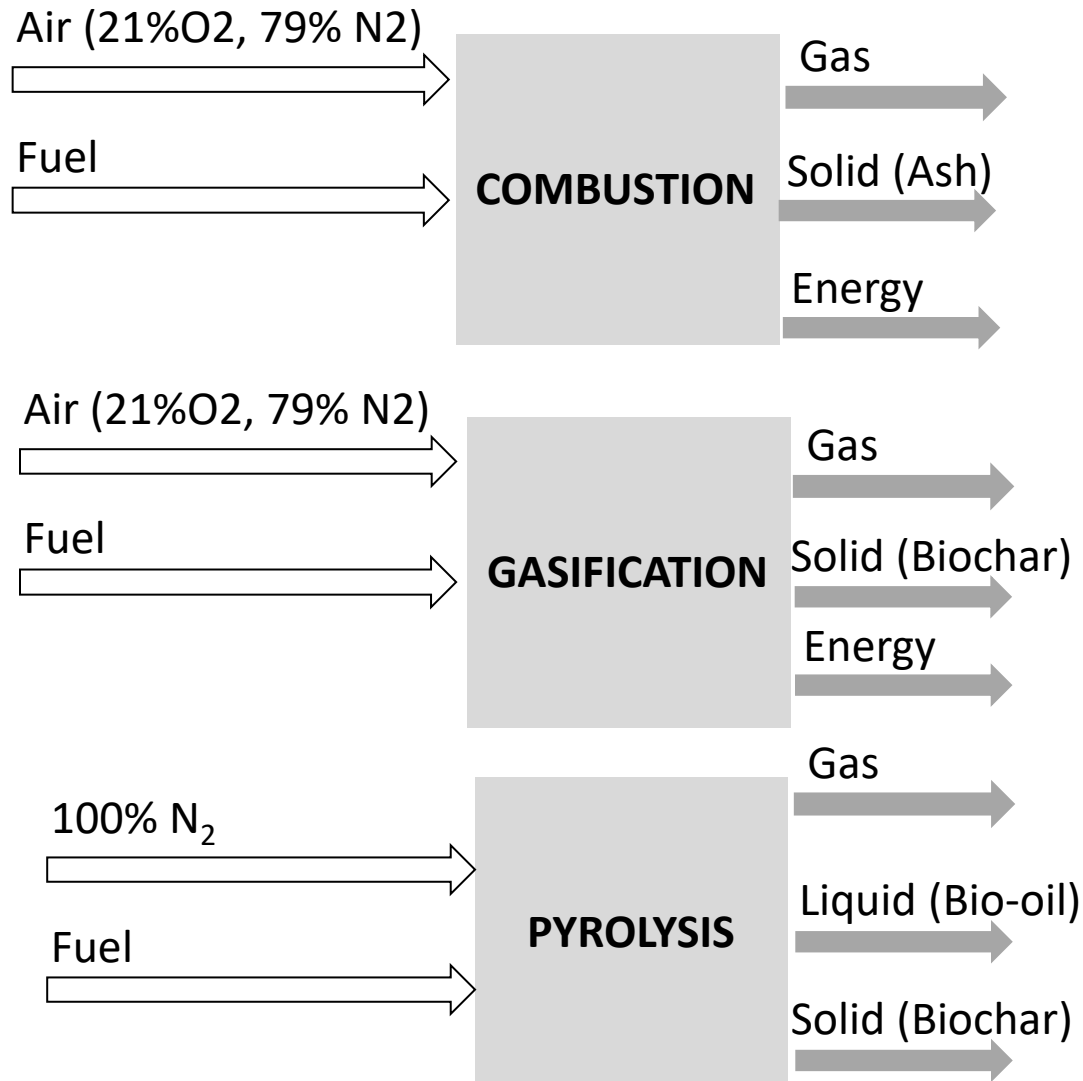 Air (21%O2, 79% N2)
Fuel
COMBUSTION
Gas
Solid (Ash)
Energy
Air (21%O2, 79% N2)
Fuel
GASIFICATION
Gas
Solid (Biochar)
Energy
100% N₂
Fuel
PYROLYSIS
Gas
Liquid (Bio-oil)
Solid (Biochar)